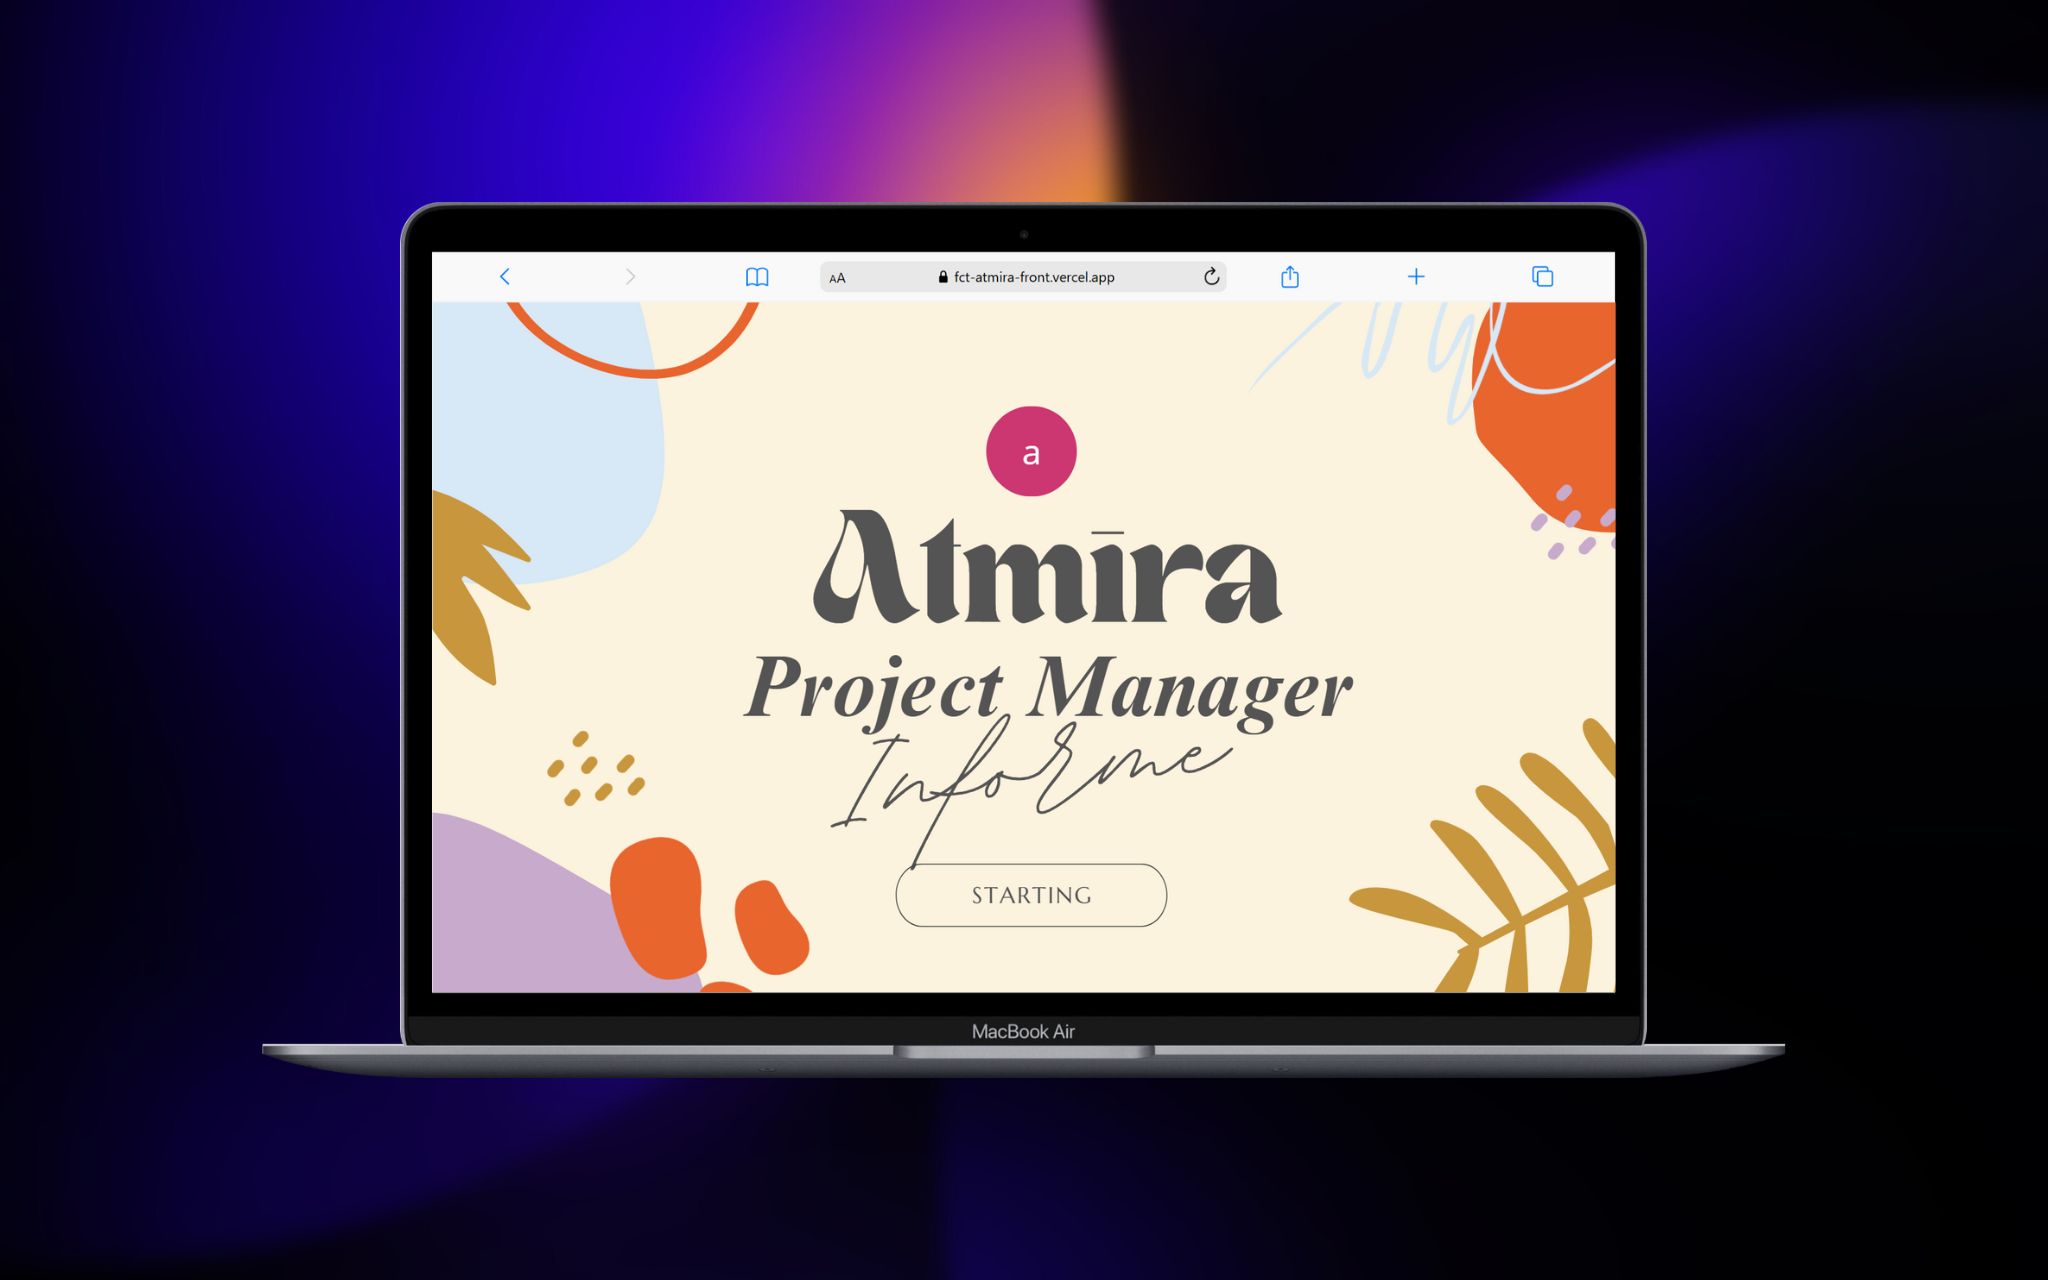 AA fct-atmira-front.vercel.app
a
Atmira
Project Manager
Informe
STARTING
MacBook Air